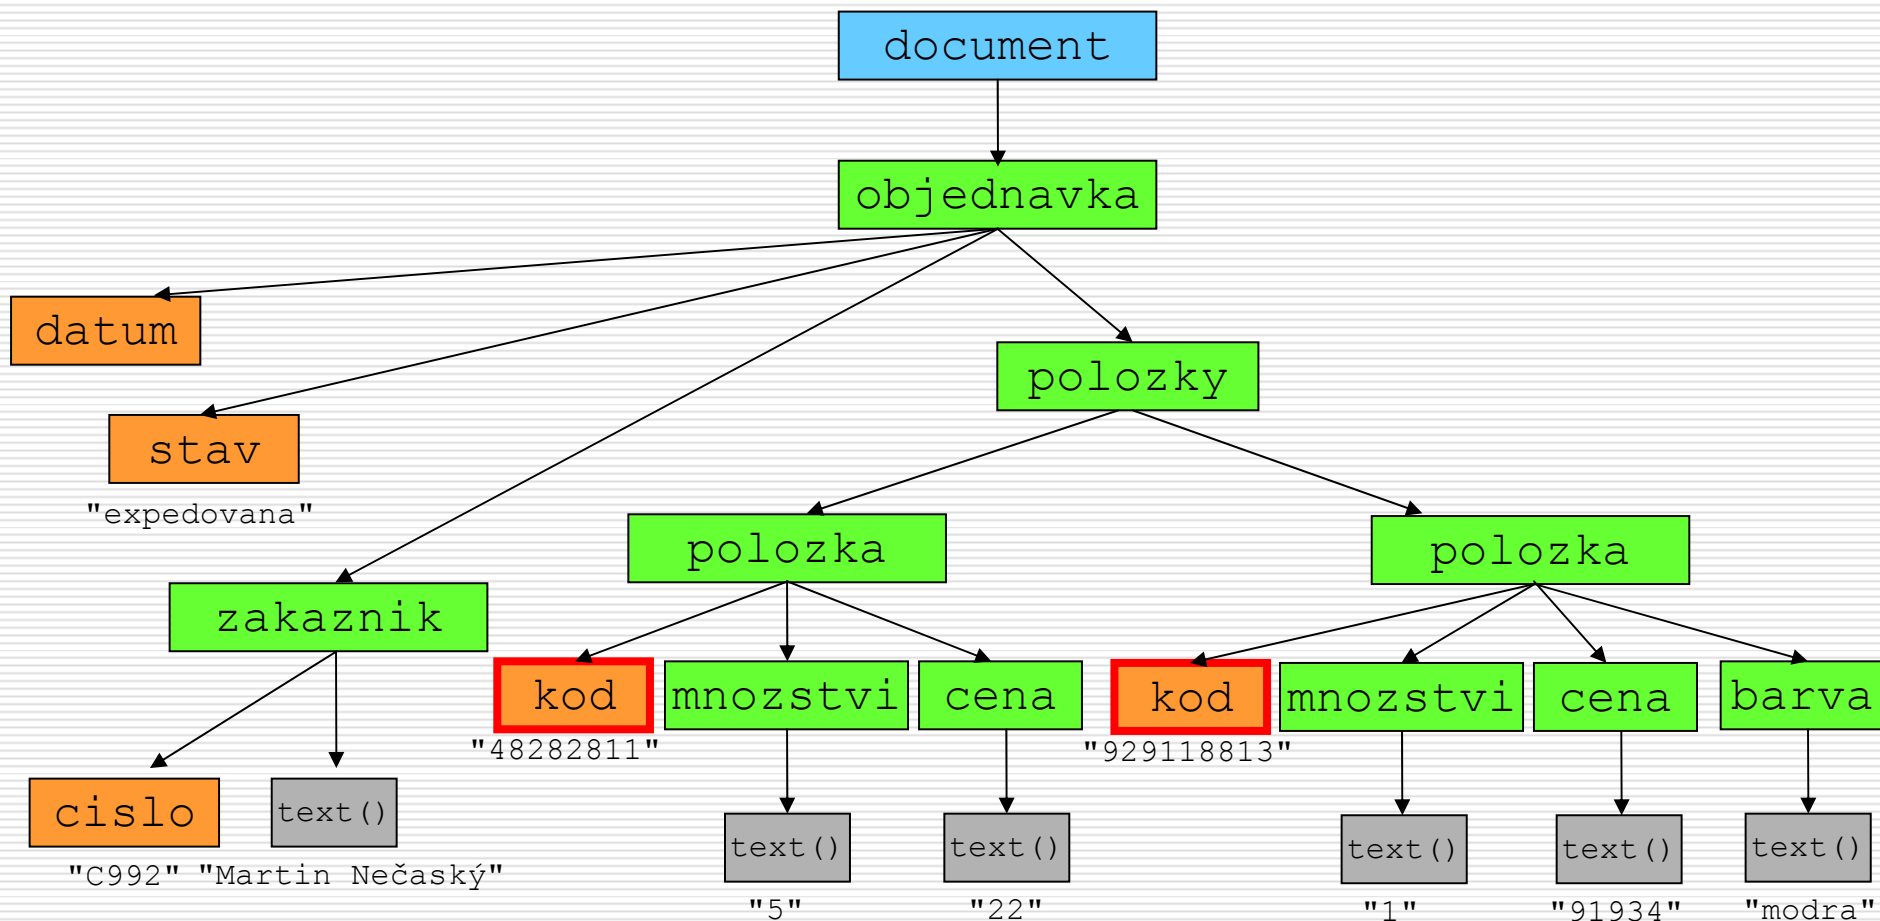 document
objednavka
datum
polozky
stav
"expedovana"
polozka polozka
zakaznik
kod mnozstvi cena kod mnozstvi cena barva
"48282811" "929118813"
cislo text() text() text() text() text() text()
"C992" "Martin Nečaský"
"5" "22" "1" "91934" "modra"